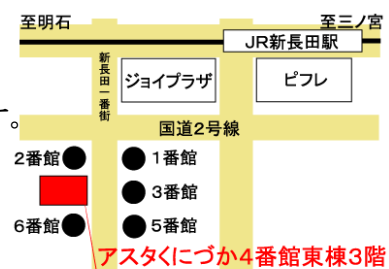 至明石
至三ノ宮
JR新長田駅
新長田一番街
ジョイプラザ
ピフレ
ー。
国道2号線
2番館
1番館
3番館
6番館
5番館
アスタくにづか4番館東棟3階